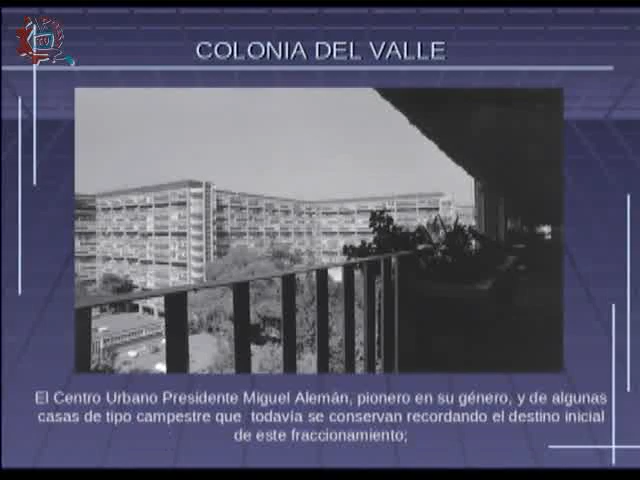 COLONIA DEL VALLE
El Centro Urbano Presidente Miguel Alemán, pionero en su género, y de algunas
casas de tipo campestre que todavía se conservan recordando el destino inicial
de este fraccionamiento;